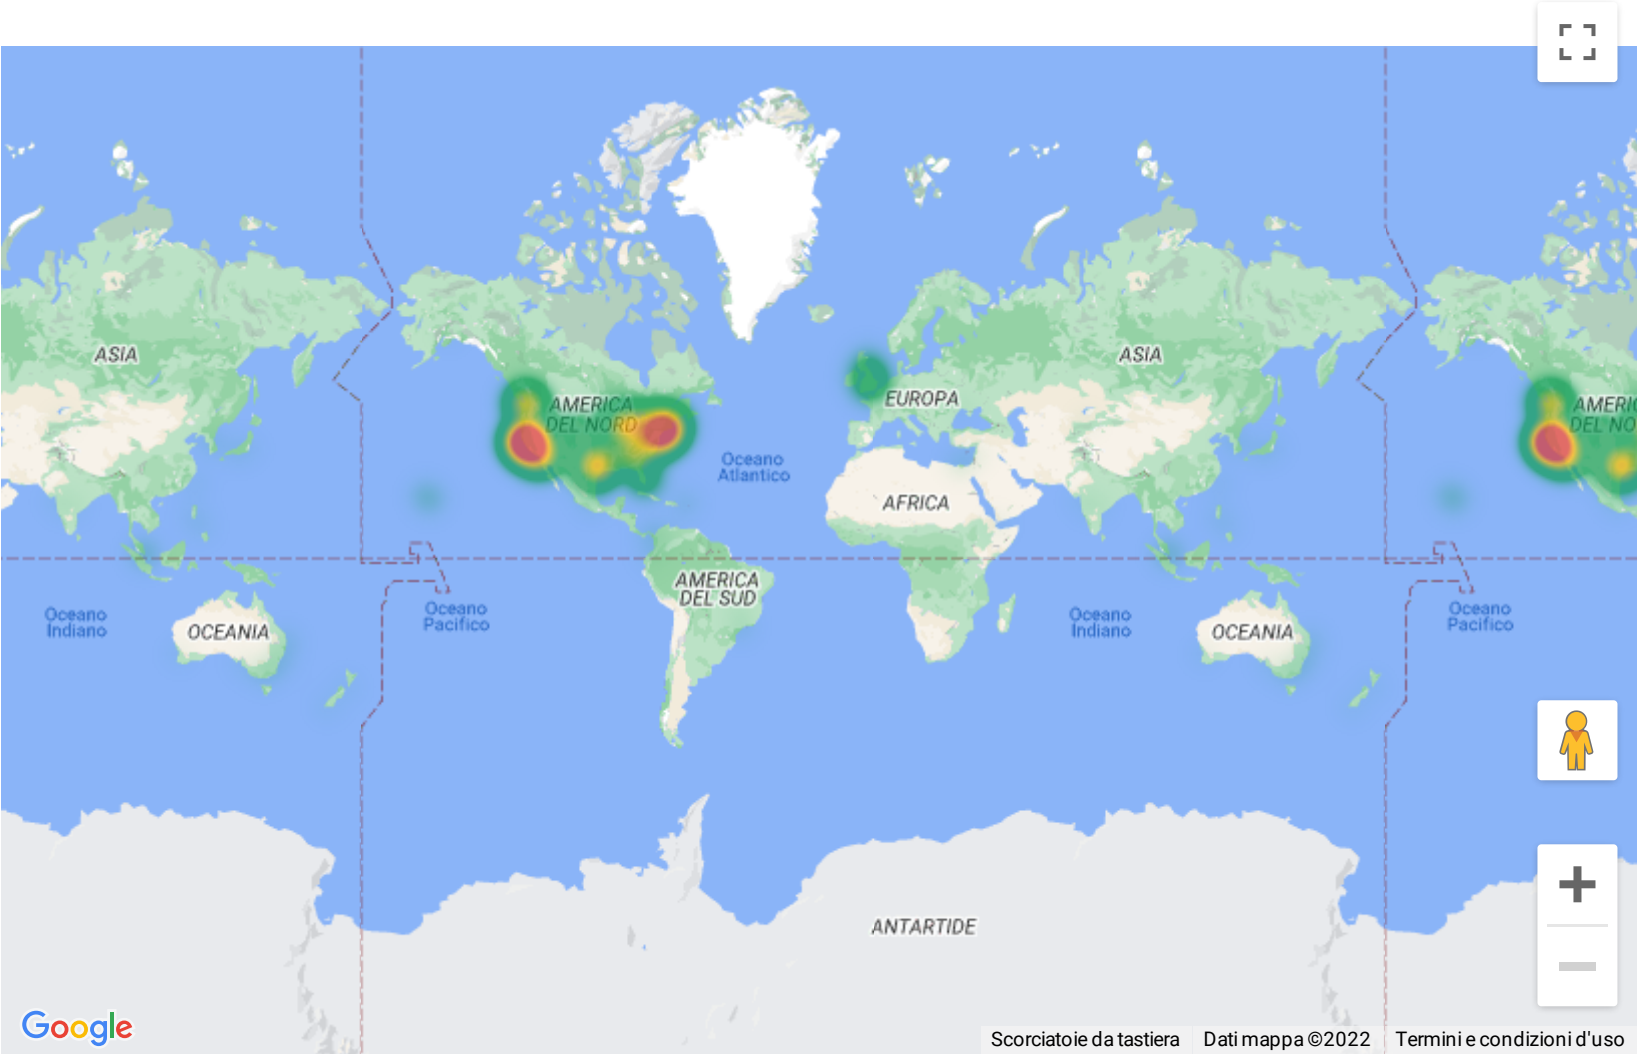 ASIA
AMERICA
DEL NORD
EUROPA
ASIA
AMERIC
DEL NO
Oceano
Atlantico
AFRICA
AMERICA
DEL SUD
Oceano
Indiano
OCEANIA
Oceano
Pacifico
Oceano
Indiano
OCEANIA
Oceano
Pacifico
ANTARTIDE
Google
Scorciatoie da tastiera
Dati mappa ©2022
Termini e condizioni d'uso